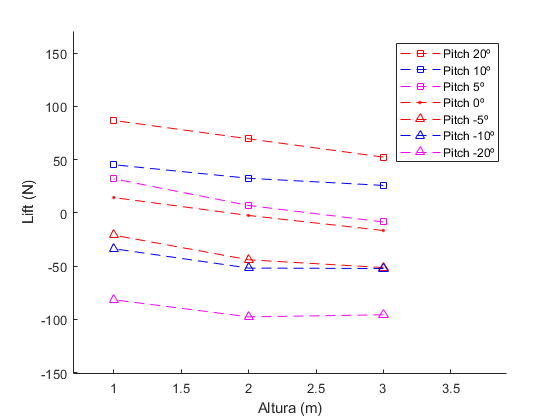 150
100
50
0
-50
-100
-150
Lift (N)
1
1.5
2
2.5
3
3.5
Altura (m)
Pitch 20º
Pitch 10º
Pitch 5º
Pitch 0º
Pitch -5º
Pitch -10º
Pitch -20º